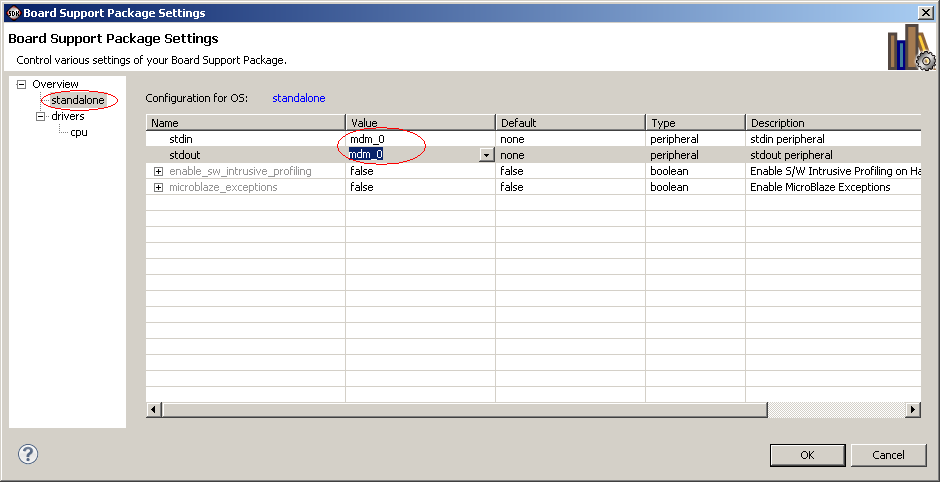 SDK Board Support Package Settings
Board Support Package Settings
Control various settings of your Board Support Package.
Overview
standalone
drivers
cpu
Configuration for OS: standalone
Name Value Default Type Description
stdin mdm_0 none peripheral stdin peripheral
stdout mdm_0 none peripheral stdout peripheral
enable_sw_intrusive_profiling false false boolean Enable S/W Intrusive Profiling on Ha
microblaze_exceptions false false boolean Enable MicroBlaze Exceptions
?
OK Cancel